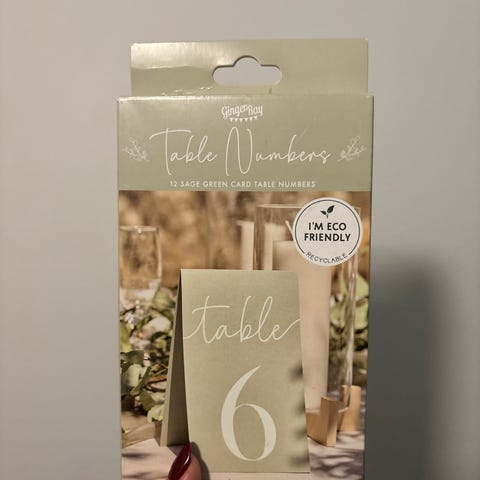 Ginger Ray
Table Numbers
12 SAGE GREEN CARD TABLE NUMBERS
I'M ECO
FRIENDLY
RECYCLABLE
table
6